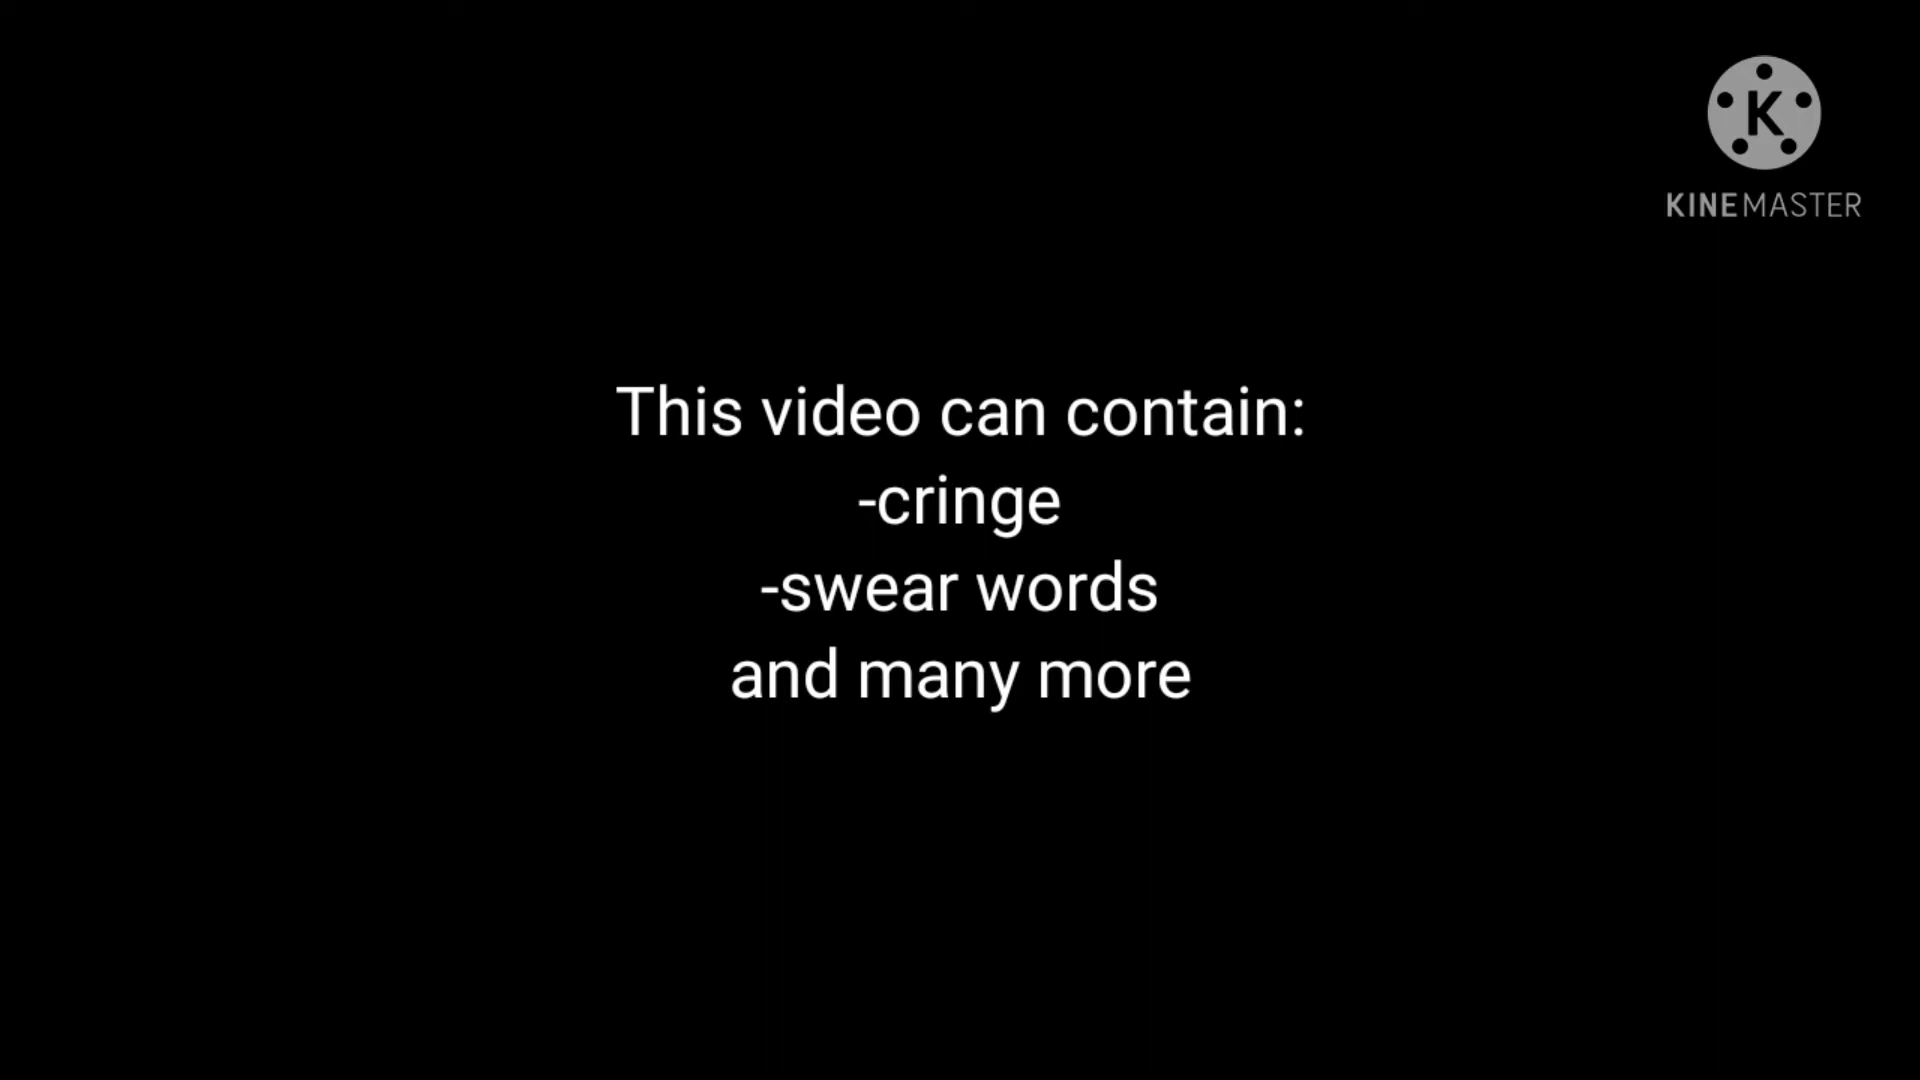 K
KINEMASTER
This video can contain:
-cringe
-swear words
and many more